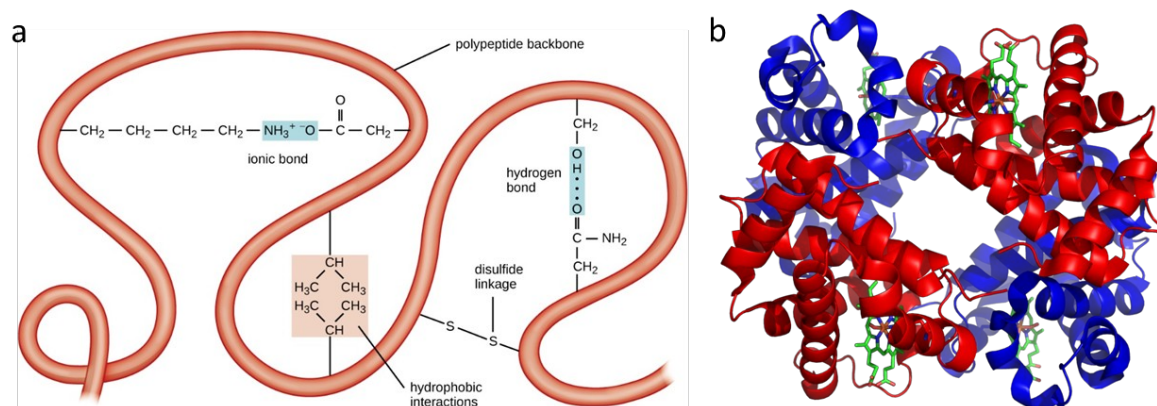 a
polypeptide backbone
b
O
CH₂ — CH₂ — CH₂ — CH₂ — NH₃⁺ ⁻O — C — CH₂
ionic bond
CH₂
O
H
hydrogen
bond
O
C — NH₂
CH₂
CH
H₃C CH₃
H₃C CH₃
CH
disulfide
linkage
S
S
hydrophobic
interactions